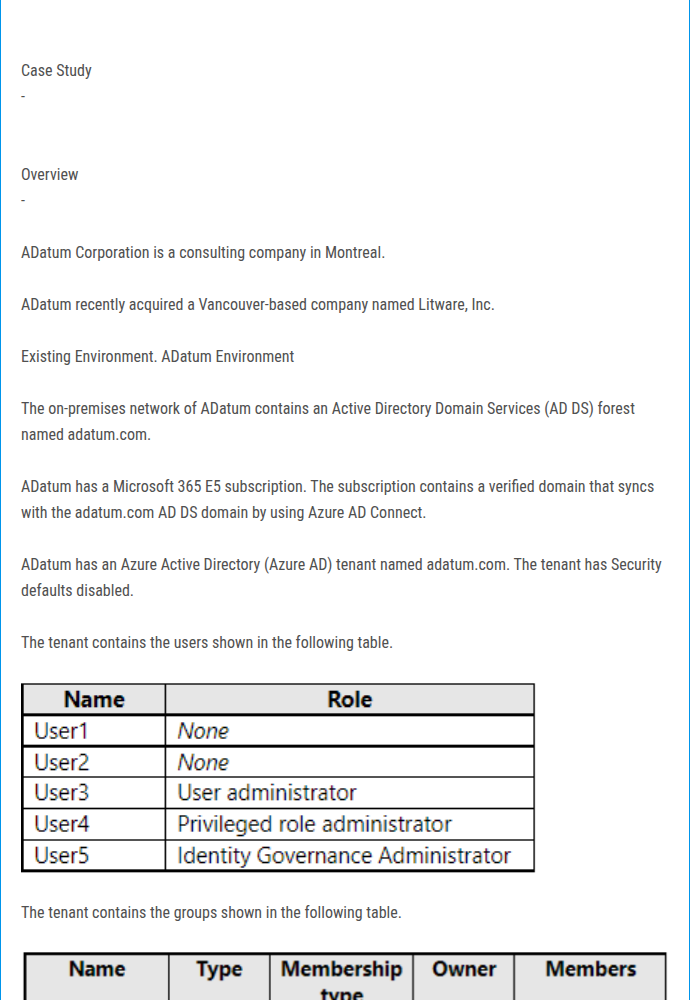 Case Study
-
Overview
-
ADatum Corporation is a consulting company in Montreal.
ADatum recently acquired a Vancouver-based company named Litware, Inc.
Existing Environment. ADatum Environment
The on-premises network of ADatum contains an Active Directory Domain Services (AD DS) forest
named adatum.com.
ADatum has a Microsoft 365 E5 subscription. The subscription contains a verified domain that syncs
with the adatum.com AD DS domain by using Azure AD Connect.
ADatum has an Azure Active Directory (Azure AD) tenant named adatum.com. The tenant has Security
defaults disabled.
The tenant contains the users shown in the following table.
Name Role
User1 None
User2 None
User3 User administrator
User4 Privileged role administrator
User5 Identity Governance Administrator
The tenant contains the groups shown in the following table.
Name Type Membership Owner Members
type